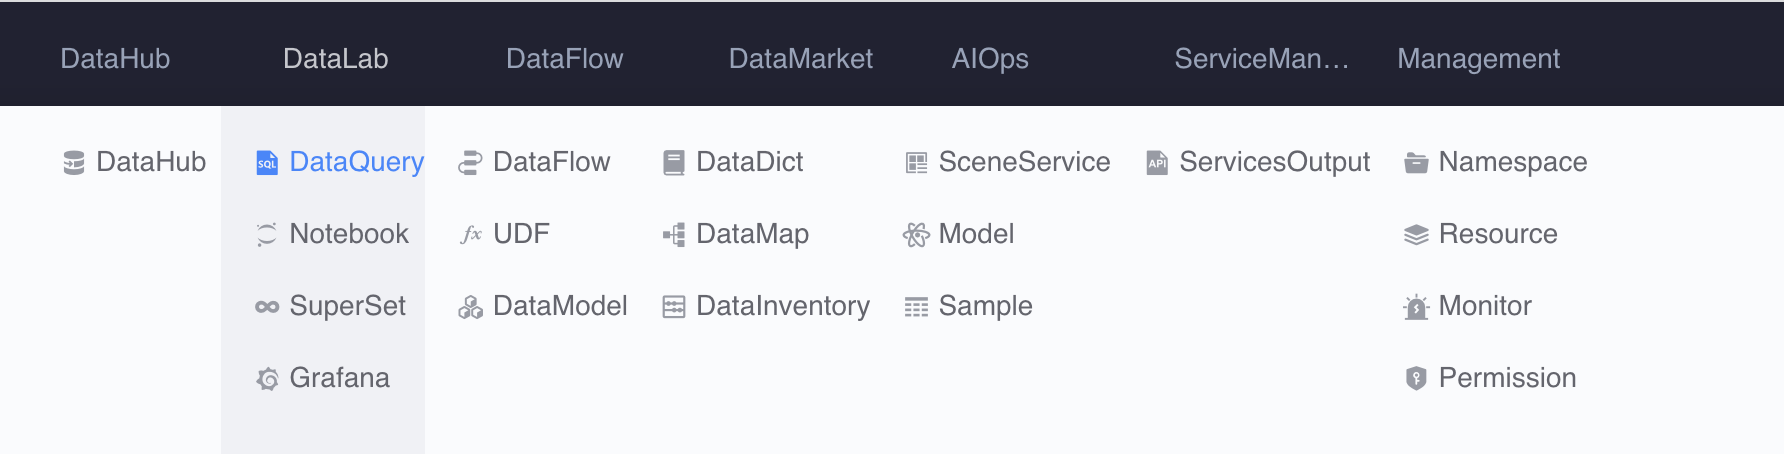 DataHub DataLab DataFlow DataMarket AIOps ServiceMan... Management
DataHub DataQuery DataFlow DataDict SceneService ServicesOutput Namespace
Notebook UDF DataMap Model Resource
SuperSet DataModel DataInventory Sample Monitor
Grafana Permission